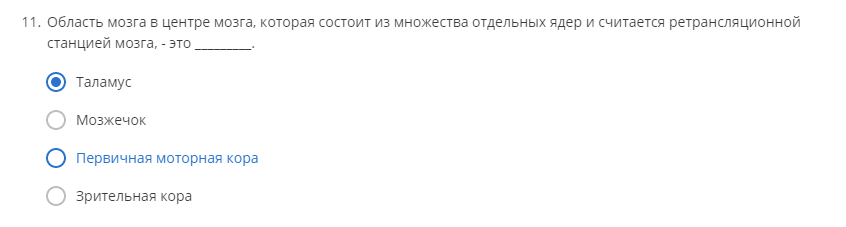 11. Область мозга в центре мозга, которая состоит из множества отдельных ядер и считается ретрансляционной
станцией мозга, - это _________.
Таламус
Мозжечок
Первичная моторная кора
Зрительная кора